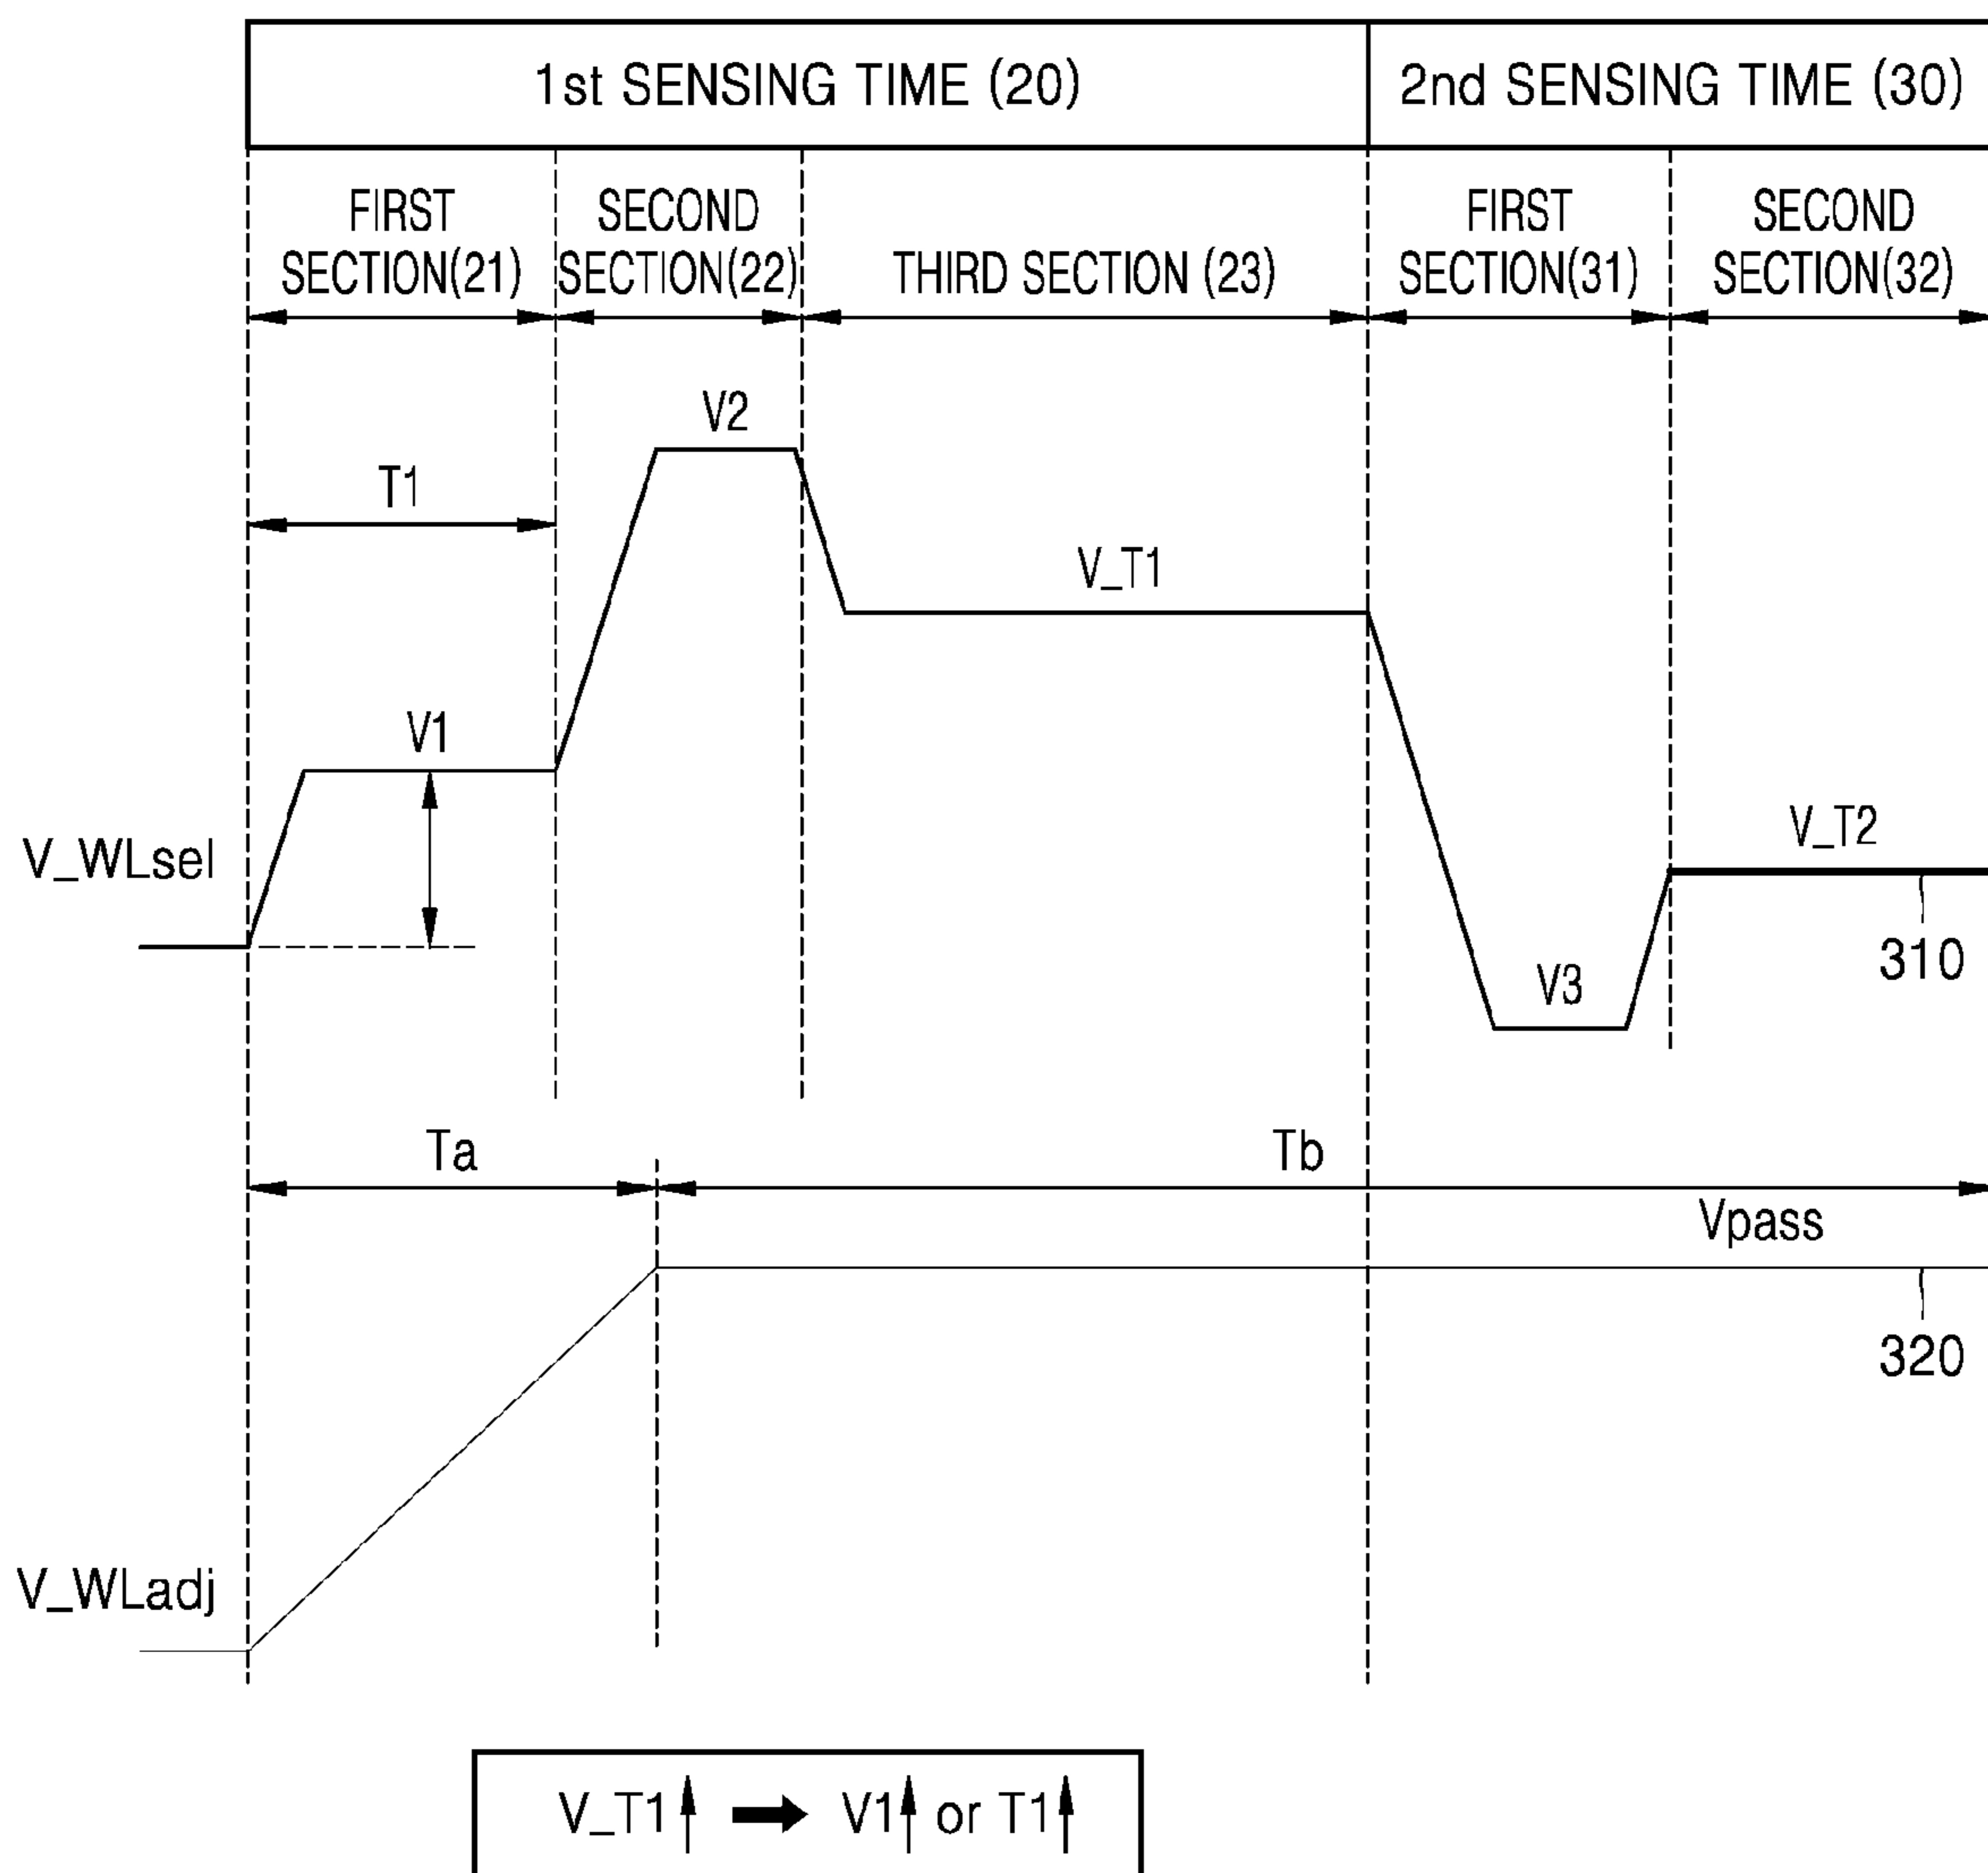 1st SENSING TIME (20)
2nd SENSING TIME (30)
FIRST
SECTION(21)
SECOND
SECTION(22)
THIRD SECTION (23)
FIRST
SECTION(31)
SECOND
SECTION(32)
V2
T1
V_T1
V1
V_WLsel
V_T2
310
V3
Ta
Tb
Vpass
320
V_WLadj
V_T1↑ ➡ V1↑ or T1↑